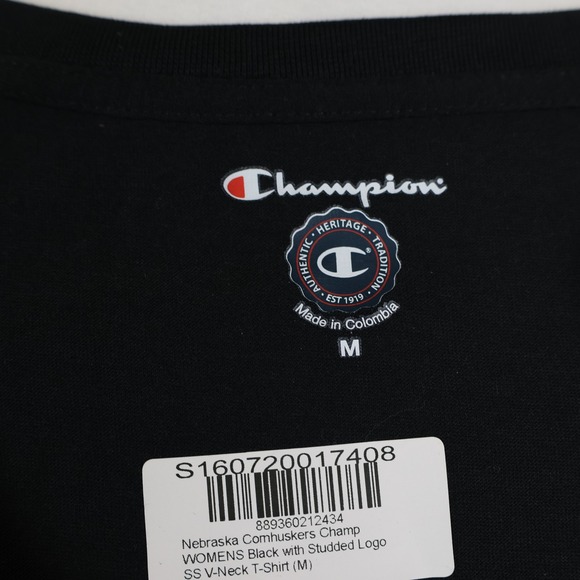 Champion
AUTHENTIC · HERITAGE · TRADITION
C
· EST 1919 ·
Made in Colombia
M
S160720017408
889360212434
Nebraska Cornhuskers Champ
WOMENS Black with Studded Logo
SS V-Neck T-Shirt (M)